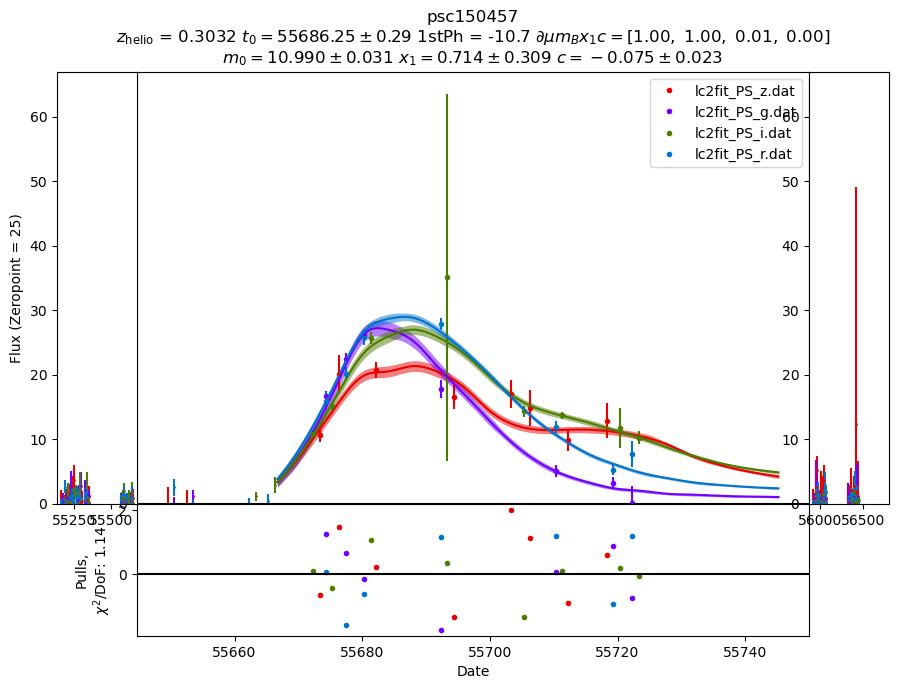 psc150457
z_helio = 0.3032 t_0 = 55686.25 ± 0.29 1stPh = -10.7 ∂μm_Bx_1c = [1.00, 1.00, 0.01, 0.00]
m_0 = 10.990 ± 0.031 x_1 = 0.714 ± 0.309 c = −0.075 ± 0.023
Flux (Zeropoint = 25)
60
50
40
30
20
10
0
lc2fit_PS_z.dat
lc2fit_PS_g.dat
lc2fit_PS_i.dat
lc2fit_PS_r.dat
60
50
40
30
20
10
0
55250 55500
56000 56500
Pulls,
χ²/DoF: 1.14
2
0
55660 55680 55700 55720 55740
Date